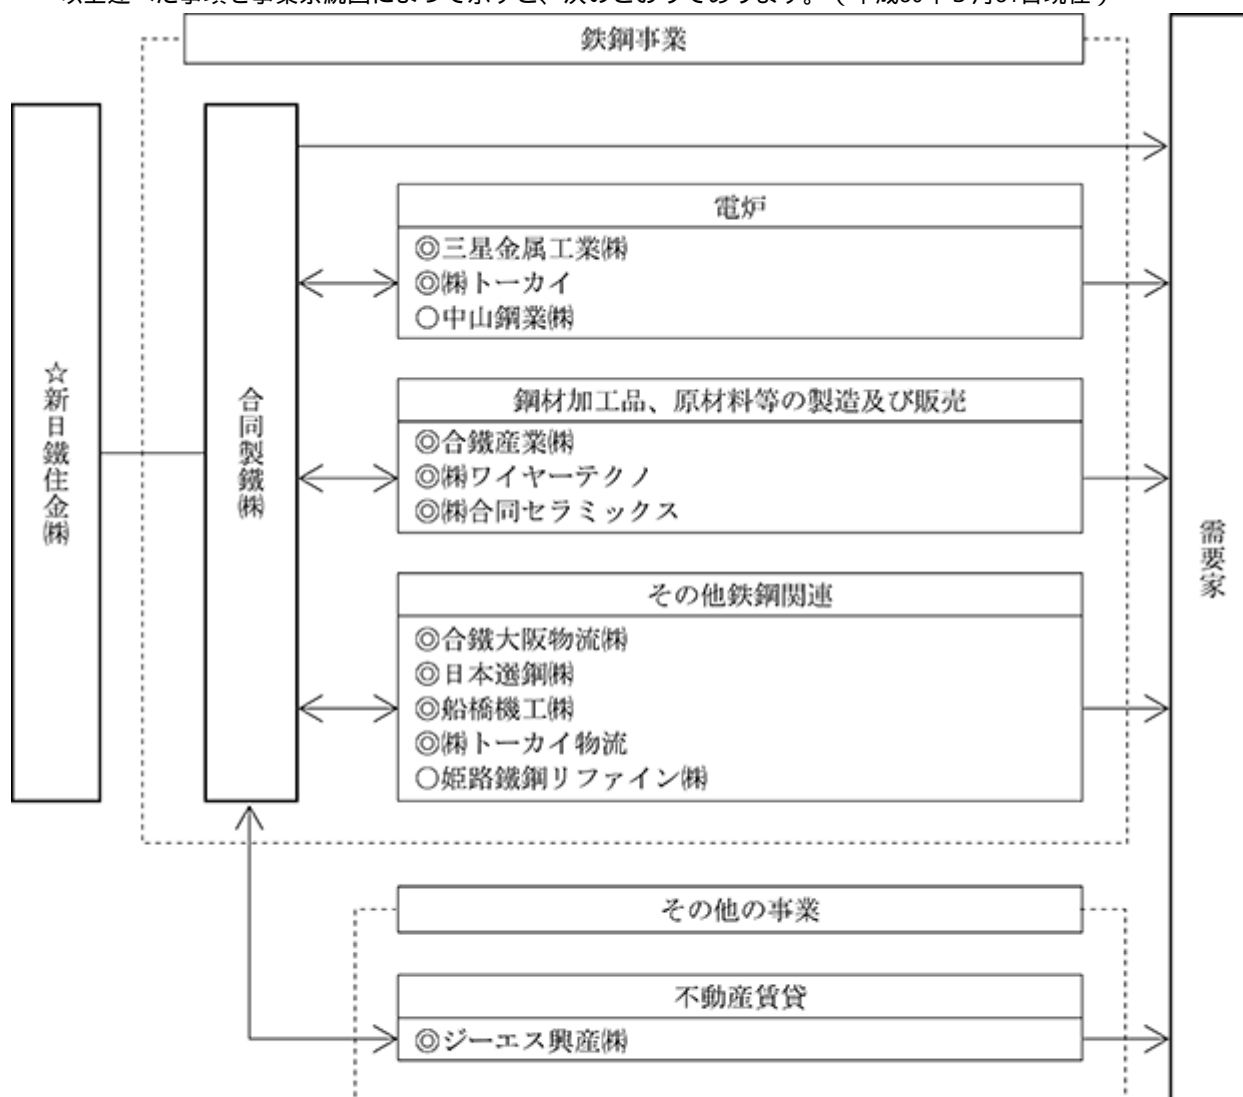 鉄鋼事業
電炉
◎三星金属工業㈱
◎㈱トーカイ
○中山鋼業㈱
☆新日鐵住金㈱
合同製鐵㈱
鋼材加工品、原材料等の製造及び販売
◎合鐵産業㈱
◎㈱ワイヤーテクノ
◎㈱合同セラミックス
需要家
その他鉄鋼関連
◎合鐵大阪物流㈱
◎日本選鋼㈱
◎船橋機工㈱
◎㈱トーカイ物流
○姫路鐵鋼リファイン㈱
その他の事業
不動産賃貸
◎ジーエス興産㈱